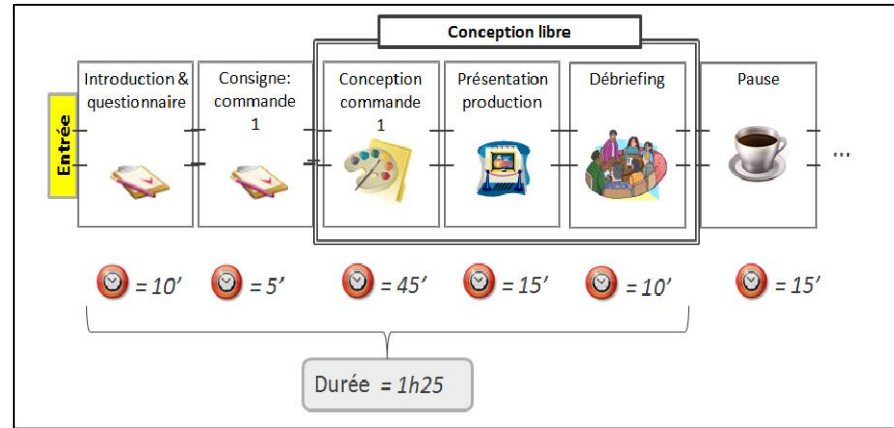 Conception libre
Entrée
Introduction &
questionnaire
Consigne:
commande
1
Conception
commande
1
Présentation
production
Débriefing
Pause
...
= 10’
= 5’
= 45’
= 15’
= 10’
= 15’
Durée = 1h25